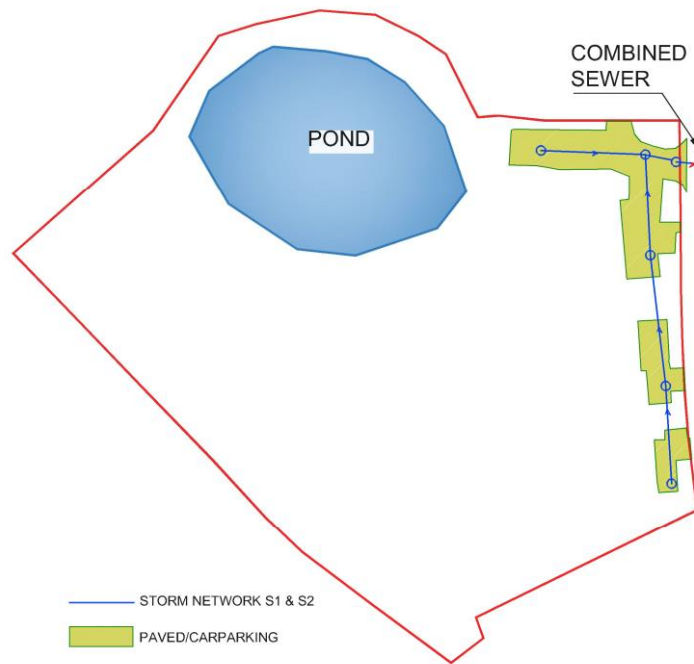 COMBINED
SEWER
POND
STORM NETWORK S1 & S2
PAVED/CARPARKING